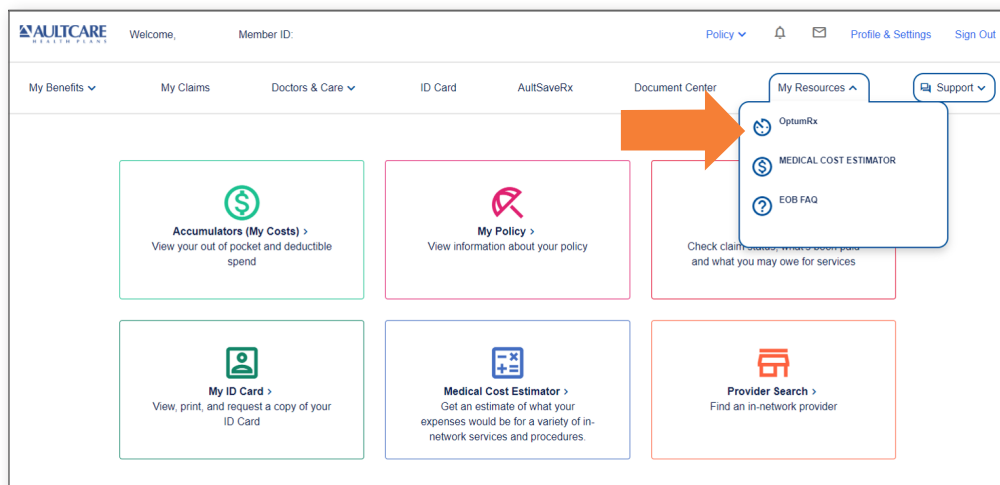 AULTCARE
HEALTH PLANS
Welcome,
Member ID:
Policy
Profile & Settings
Sign Out
My Benefits
My Claims
Doctors & Care
ID Card
AultSaveRx
Document Center
My Resources
Support
OptumRx
MEDICAL COST ESTIMATOR
EOB FAQ
Accumulators (My Costs) >
View your out of pocket and deductible
spend
My Policy >
View information about your policy
Check claim status, what's been paid
and what you may owe for services
My ID Card >
View, print, and request a copy of your
ID Card
Medical Cost Estimator >
Get an estimate of what your
expenses would be for a variety of in-
network services and procedures.
Provider Search >
Find an in-network provider